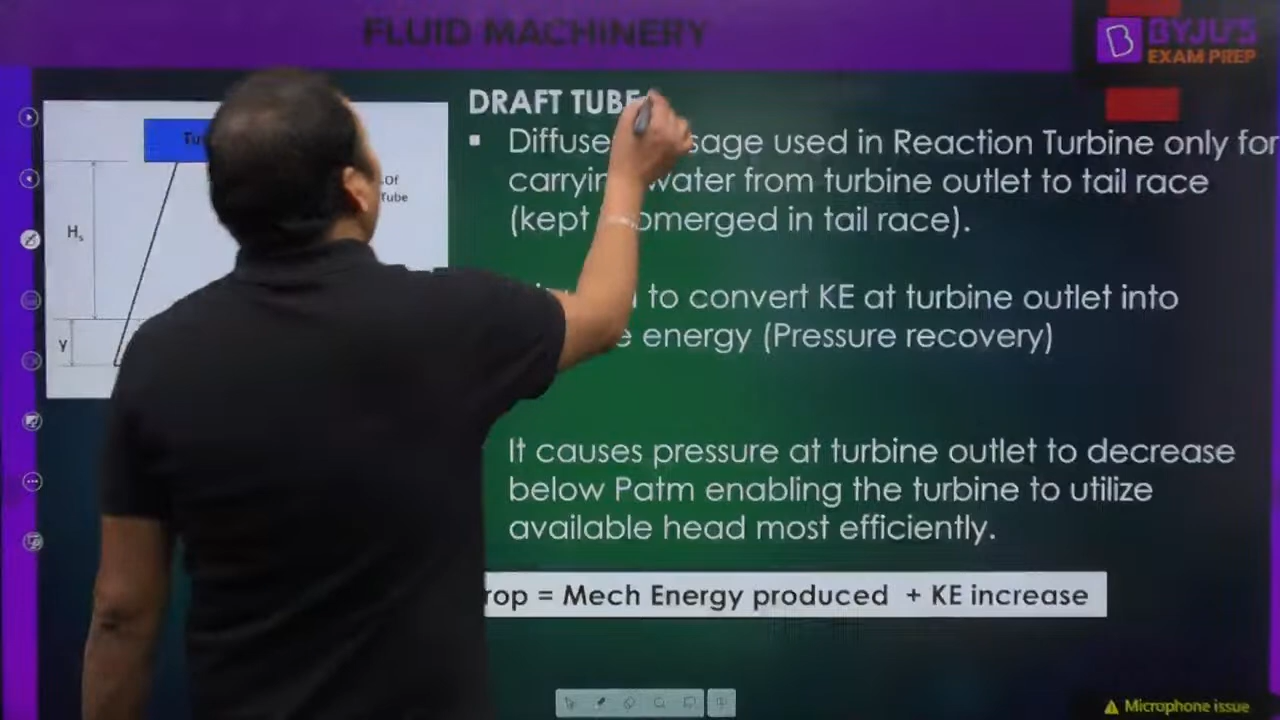 FLUID MACHINERY
BYJU'S
EXAM PREP
DRAFT TUBE
Diffuse sage used in Reaction Turbine only for
carryin water from turbine outlet to tail race
(kept bmerged in tail race).
to convert KE at turbine outlet into
e energy (Pressure recovery)
It causes pressure at turbine outlet to decrease
below Patm enabling the turbine to utilize
available head most efficiently.
rop = Mech Energy produced + KE increase
Tu
Of
Tube
Hs
y
Microphone issue